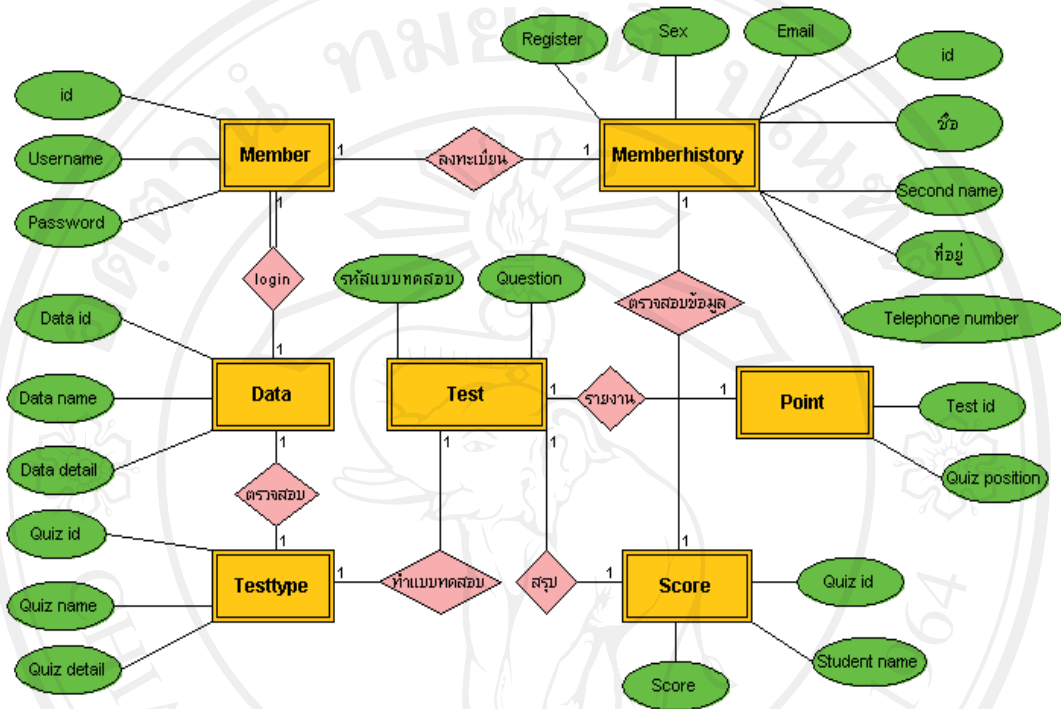 Register
Sex
Email
id
id
ชื่อ
Username
Member
1
ลงทะเบียน
1
Memberhistory
Second name
Password
1
1
ที่อยู่
login
รหัสแบบทดสอบ
Question
ตรวจสอบข้อมูล
Telephone number
Data id
1
Data name
Data
Test
1
รายงาน
1
Point
Test id
Data detail
1
1
1
Quiz position
ตรวจสอบ
Quiz id
1
1
Quiz name
Testtype
1
ทำแบบทดสอบ
สรุป
1
Score
Quiz id
Quiz detail
Score
Student name